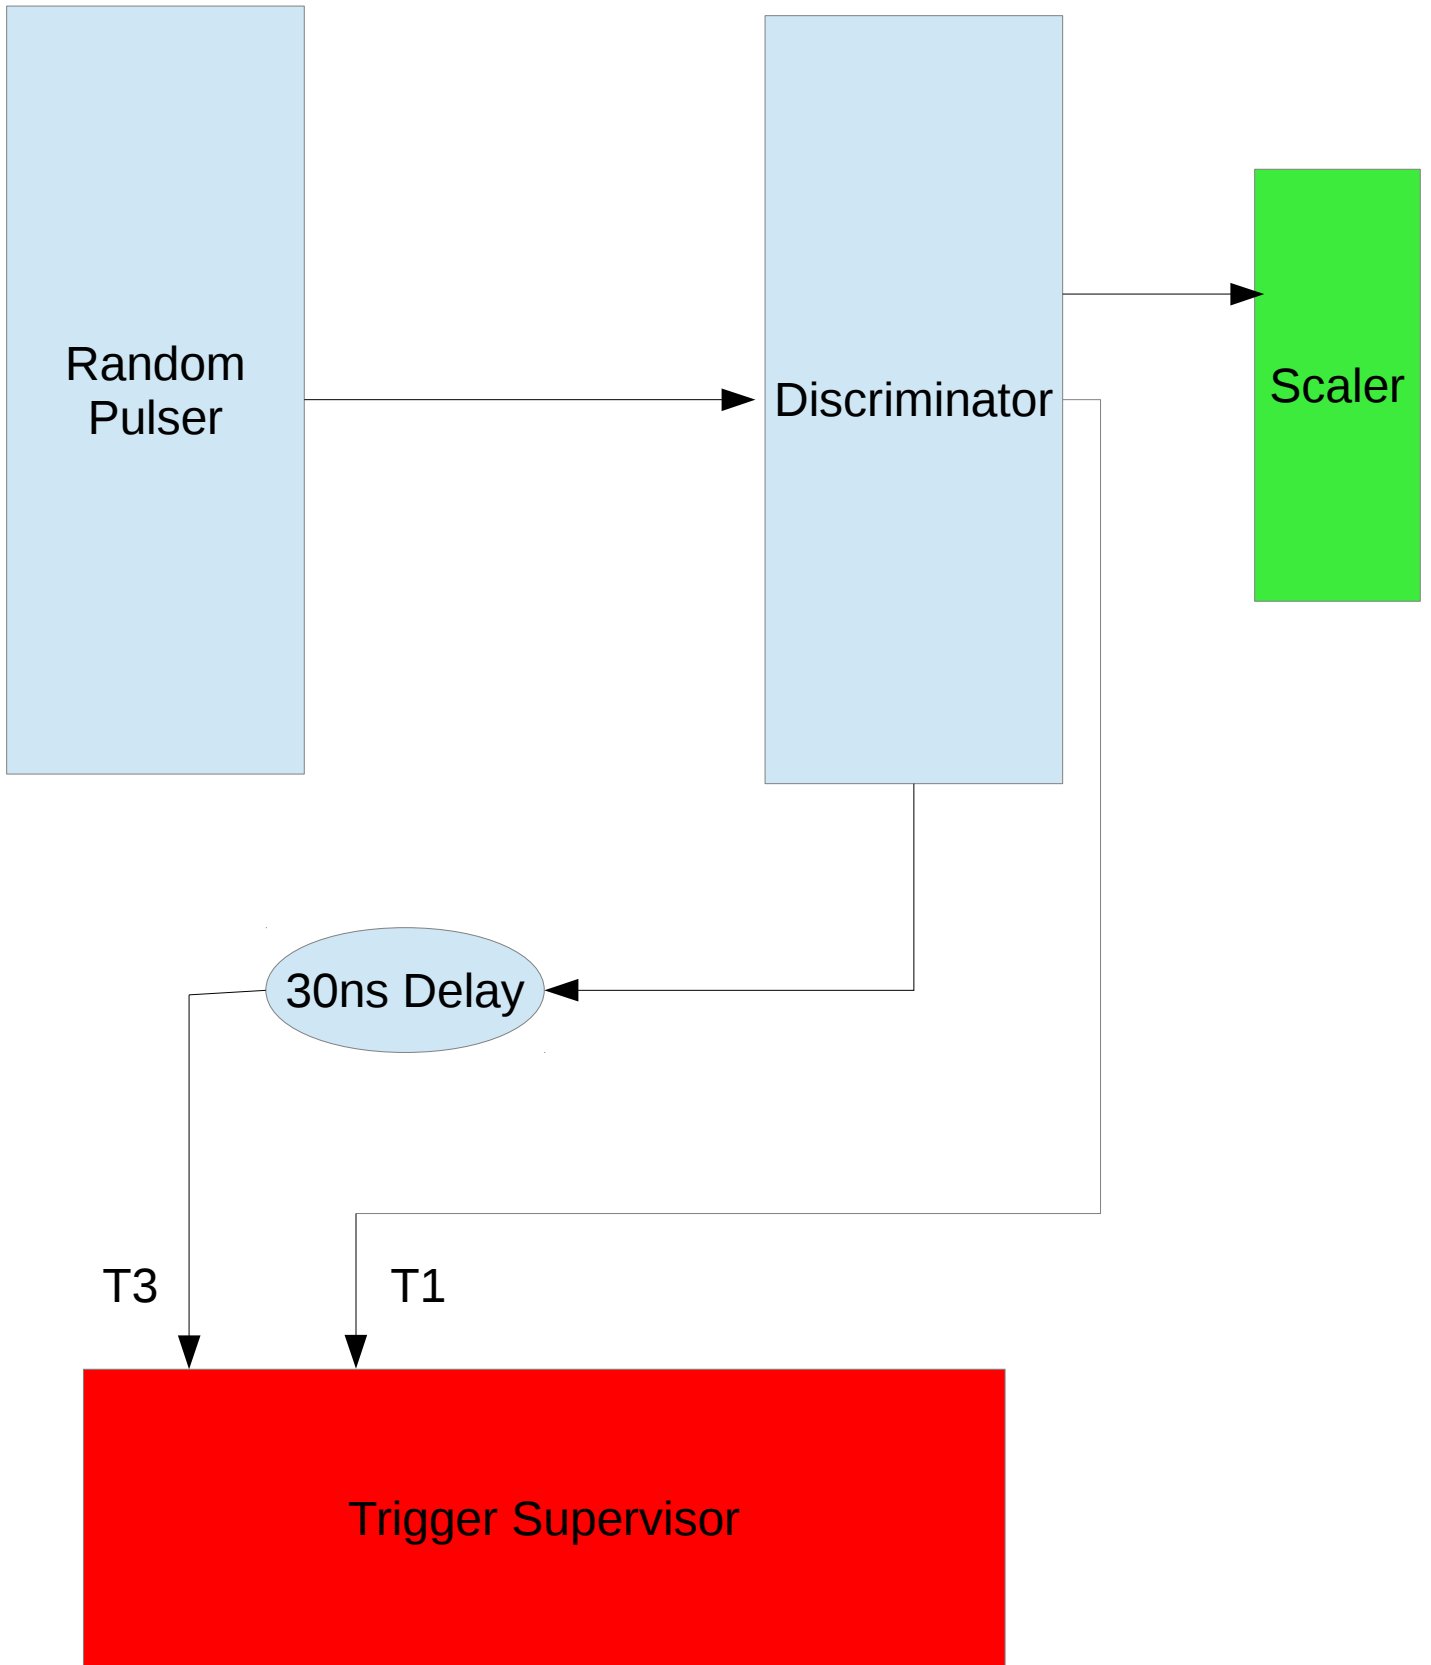 Random
Pulser
Discriminator
Scaler
30ns Delay
T3
T1
Trigger Supervisor